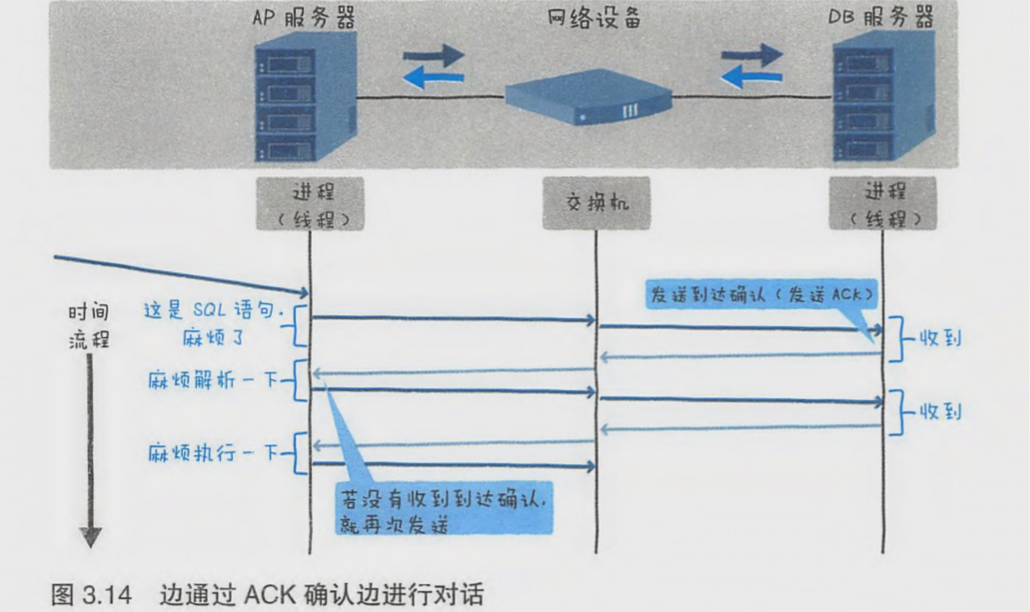 AP 服务器
网络设备
DB 服务器
进程
(线程)
交换机
进程
(线程)
时间
流程
这是 SQL 语句.
麻烦了
发送到达确认(发送 ACK)
收到
麻烦解析一下
收到
麻烦执行一下
若没有收到到达确认,
就再次发送
图 3.14 边通过 ACK 确认边进行对话